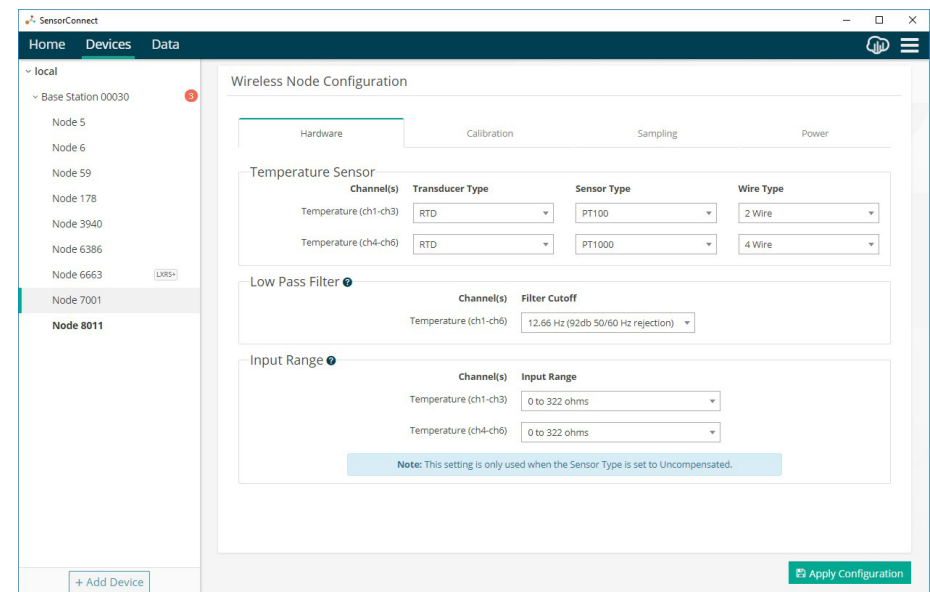 SensorConnect
Home Devices Data
local
Base Station 00030 3
Node 5
Node 6
Node 59
Node 178
Node 3940
Node 6386
Node 6663 LXRS+
Node 7001
Node 8011
+ Add Device
Wireless Node Configuration
Hardware Calibration Sampling Power
Temperature Sensor
Channel(s) Transducer Type Sensor Type Wire Type
Temperature (ch1-ch3) RTD PT100 2 Wire
Temperature (ch4-ch6) RTD PT1000 4 Wire
Low Pass Filter ?
Channel(s) Filter Cutoff
Temperature (ch1-ch6) 12.66 Hz (92db 50/60 Hz rejection)
Input Range ?
Channel(s) Input Range
Temperature (ch1-ch3) 0 to 322 ohms
Temperature (ch4-ch6) 0 to 322 ohms
Note: This setting is only used when the Sensor Type is set to Uncompensated.
Apply Configuration